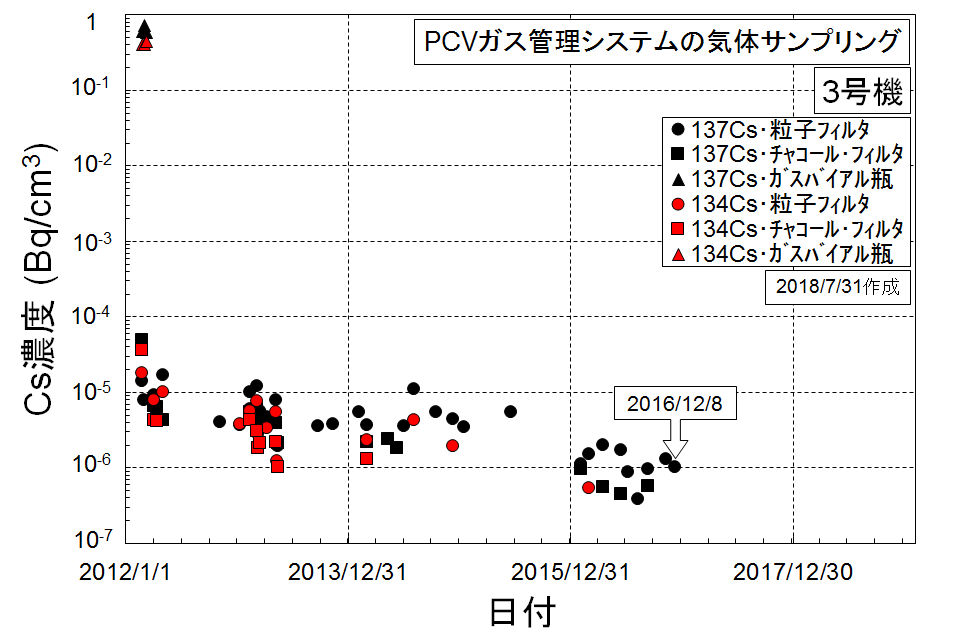 PCVガス管理システムの気体サンプリング
3号機
137Cs・粒子フィルタ
137Cs・チャコール・フィルタ
137Cs・ガスバイアル瓶
134Cs・粒子フィルタ
134Cs・チャコール・フィルタ
134Cs・ガスバイアル瓶
2018/7/31作成
2016/12/8
Cs濃度 (Bq/cm³)
1
10⁻¹
10⁻²
10⁻³
10⁻⁴
10⁻⁵
10⁻⁶
10⁻⁷
2012/1/1 2013/12/31 2015/12/31 2017/12/30
日付